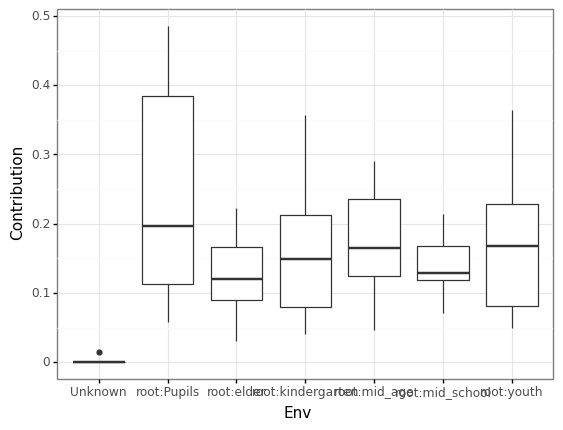 0.5
0.4
0.3
0.2
0.1
0
Contribution
Unknown root:Pupils root:elder root:kindergarten root:mid_age root:mid_school root:youth
Env